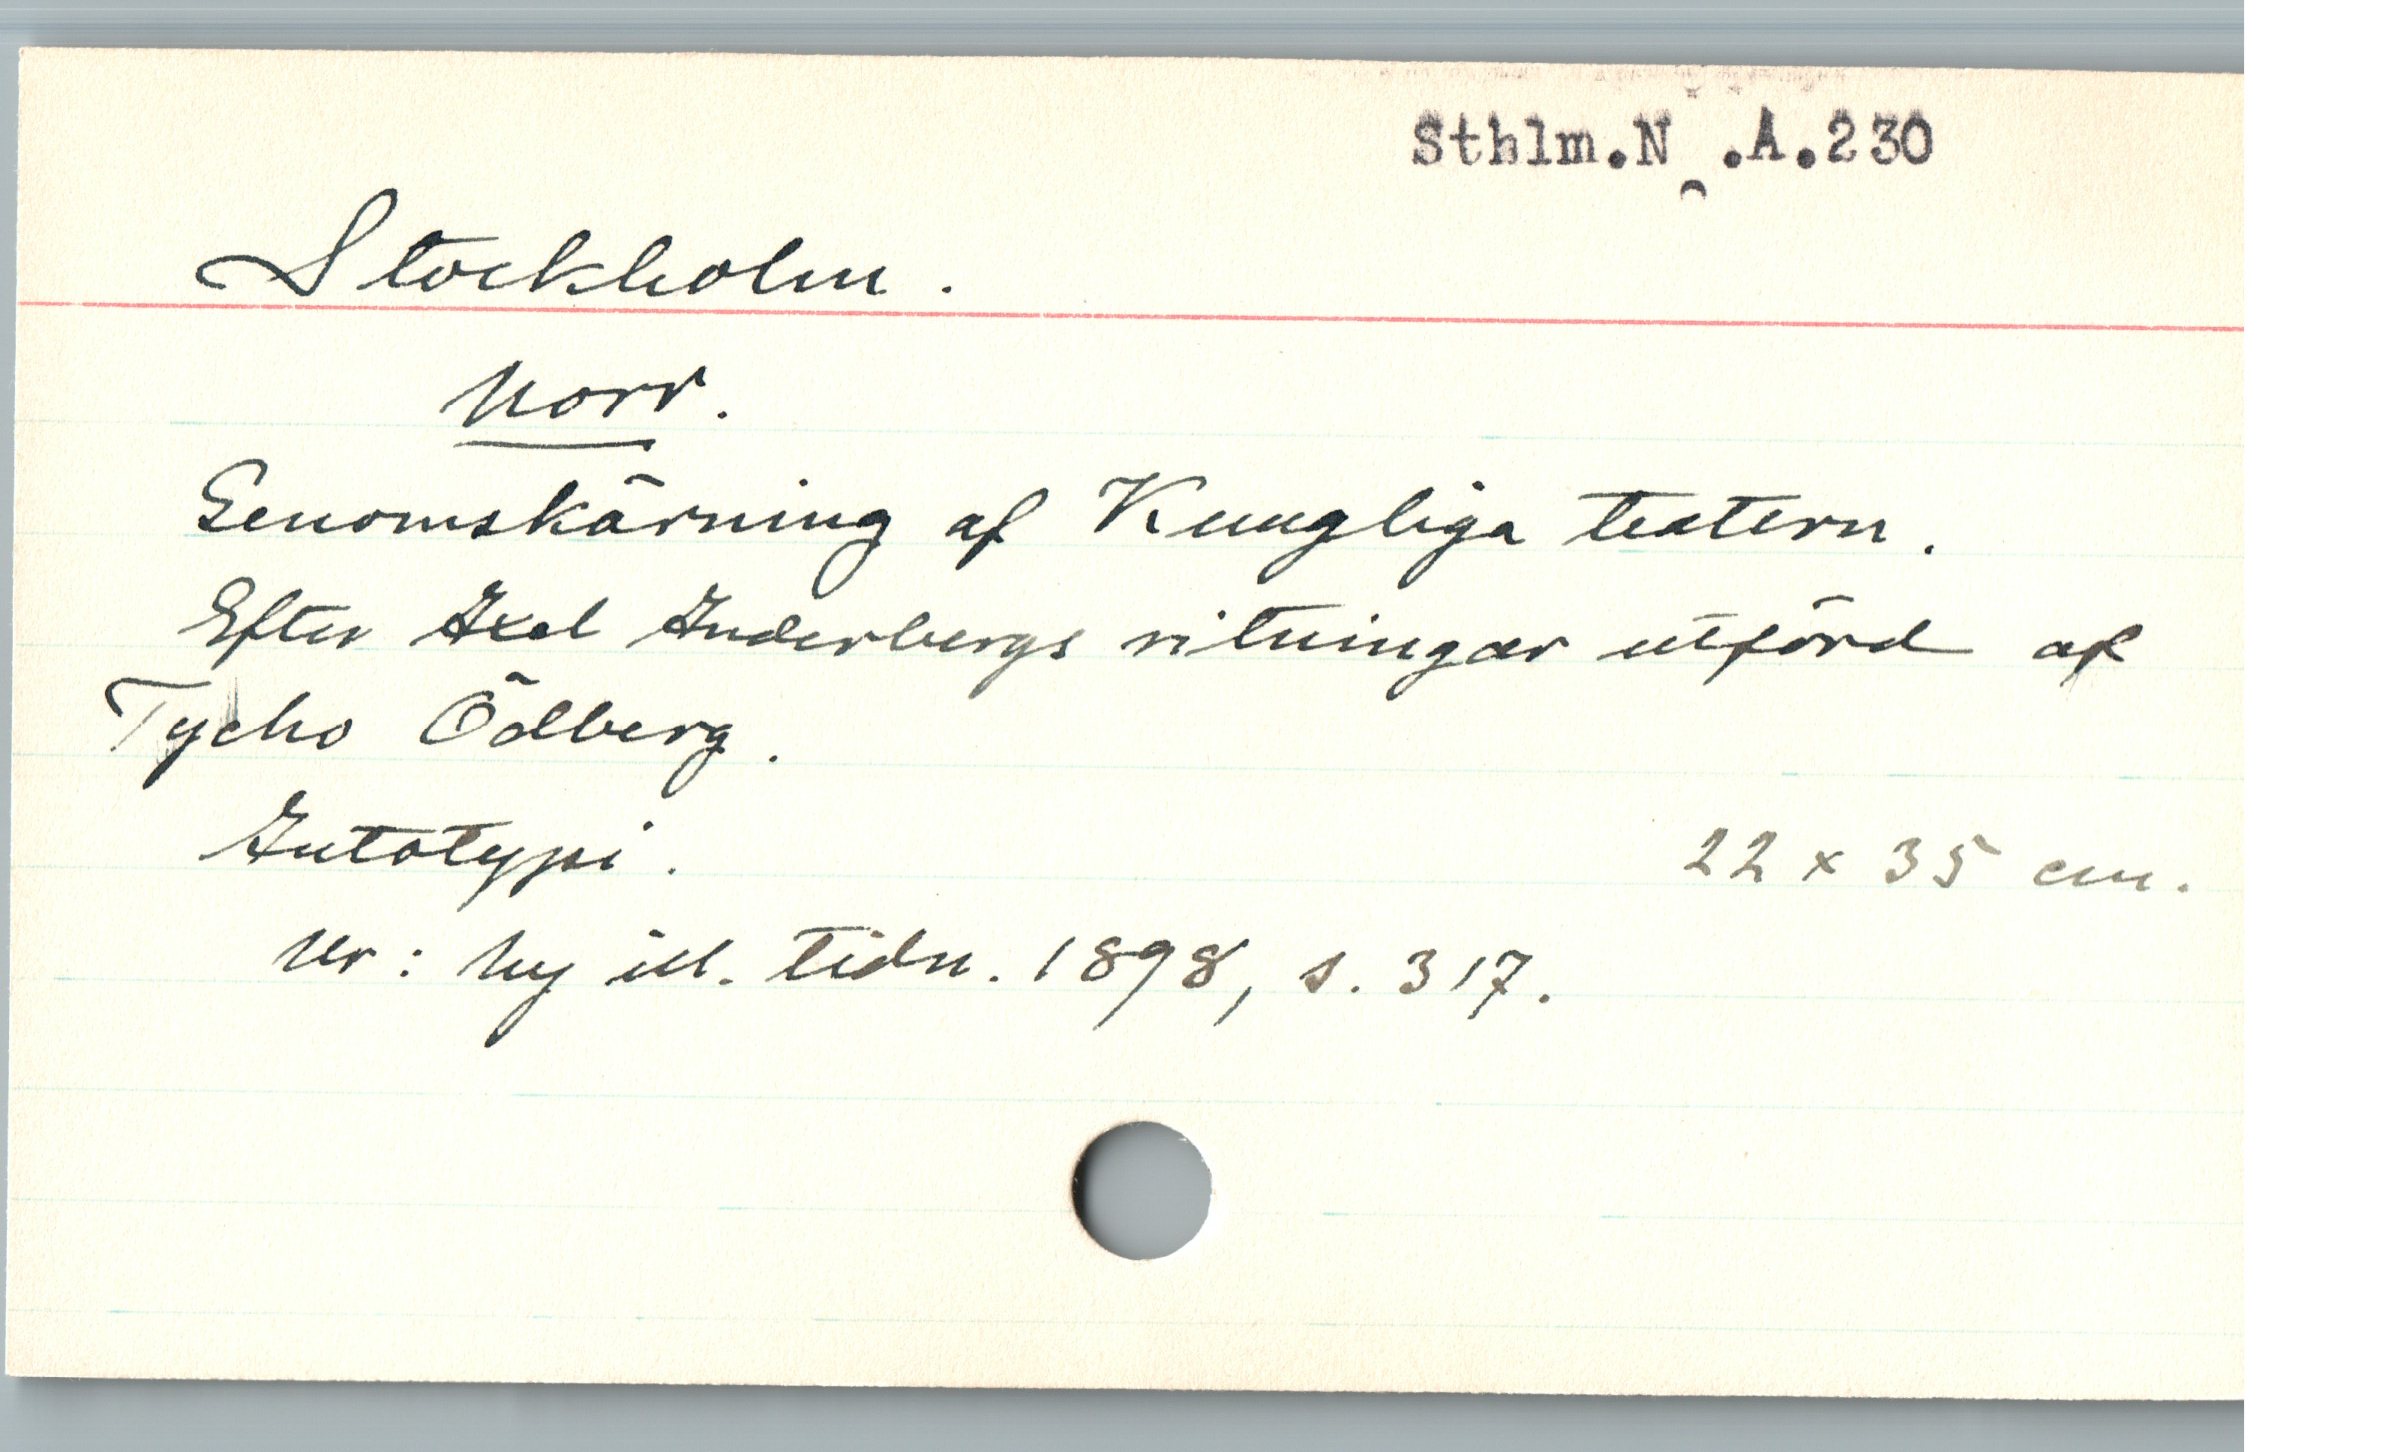 Sthlm.N .A.230
Stockholm.
Norr.
Genomskärning af Kungliga teatern.
Efter Axel Anderbergs ritningar utförd af
Tycho Ödberg.
Autotypi. 22 x 35 cm.
Ur: Ny ill. tidn. 1898, s. 317.